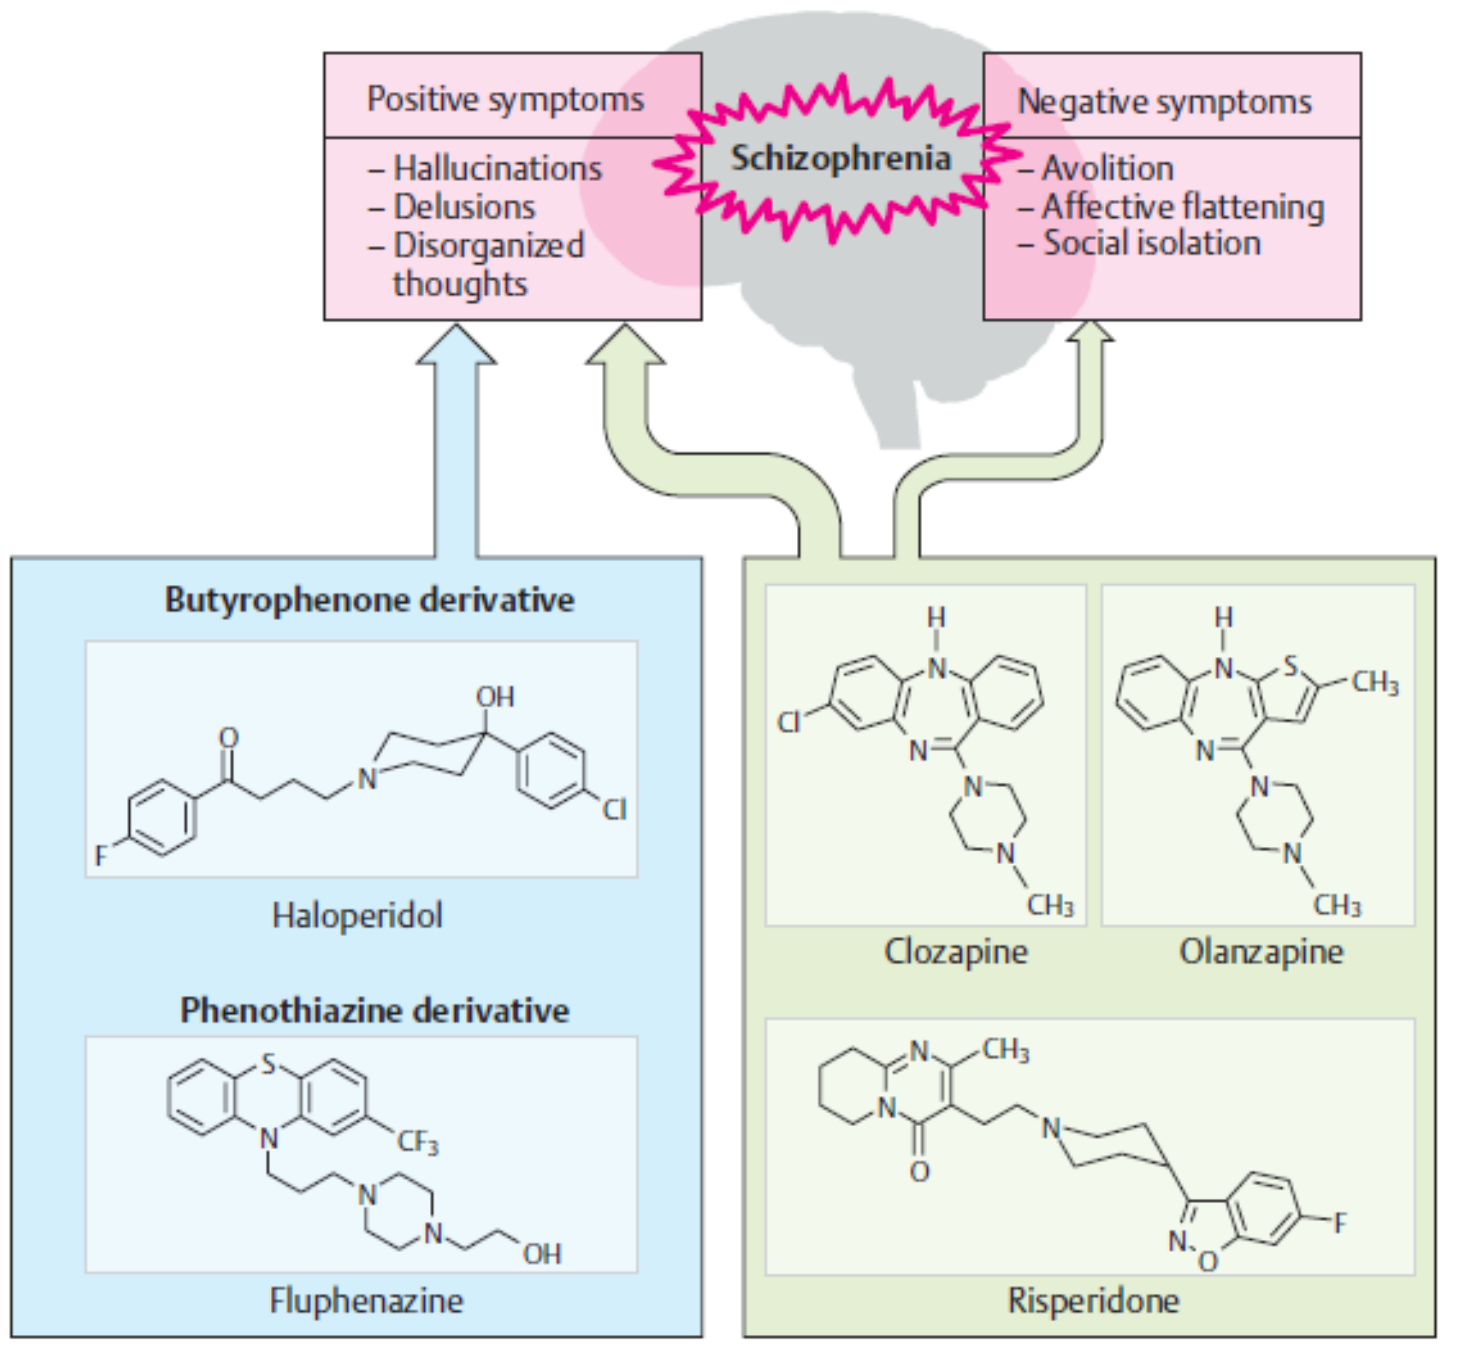 Positive symptoms
– Hallucinations
– Delusions
– Disorganized
thoughts
Schizophrenia
Negative symptoms
– Avolition
– Affective flattening
– Social isolation
Butyrophenone derivative
OH
O
N
Cl
F
Haloperidol
Phenothiazine derivative
S
N
CF3
N
N
OH
Fluphenazine
H
N
Cl
N
N
N
CH3
Clozapine
H
N
S
CH3
N
N
N
CH3
Olanzapine
N
CH3
N
O
N
F
N
O
Risperidone